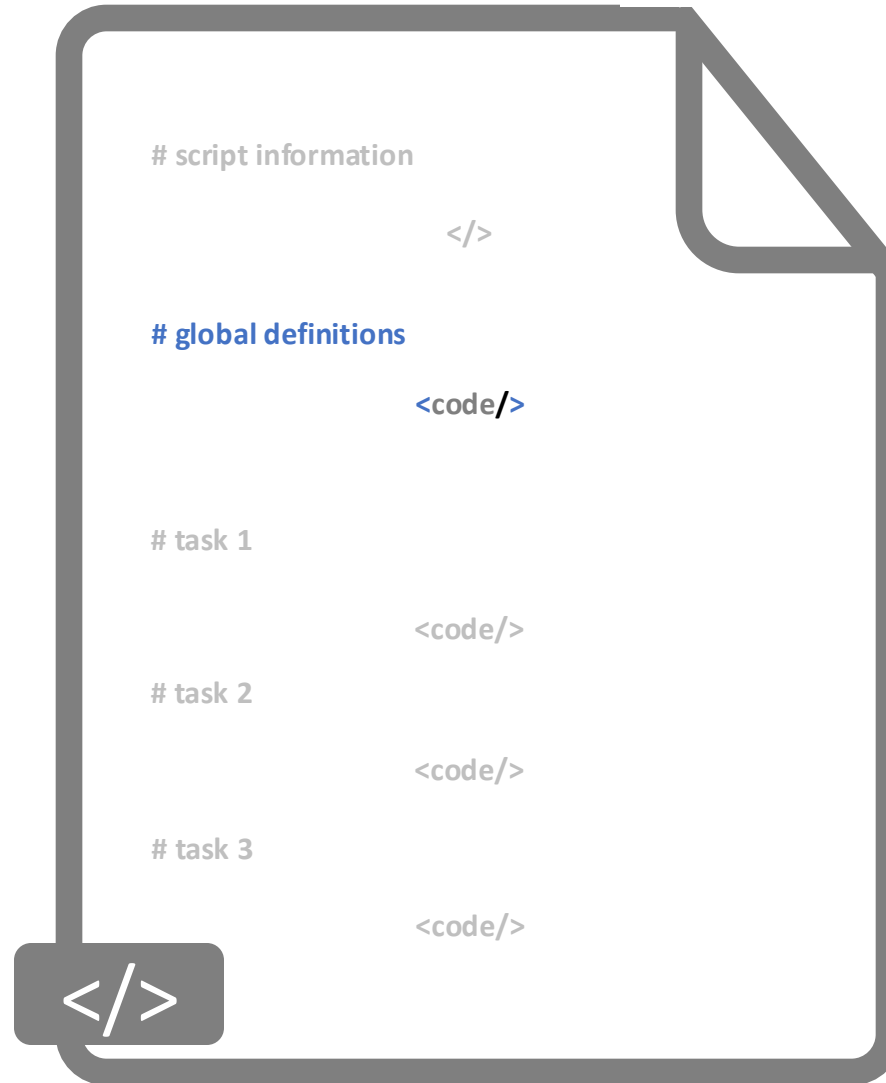 # script information
</>
# global definitions
<code/>
# task 1
<code/>
# task 2
<code/>
# task 3
<code/>
</>